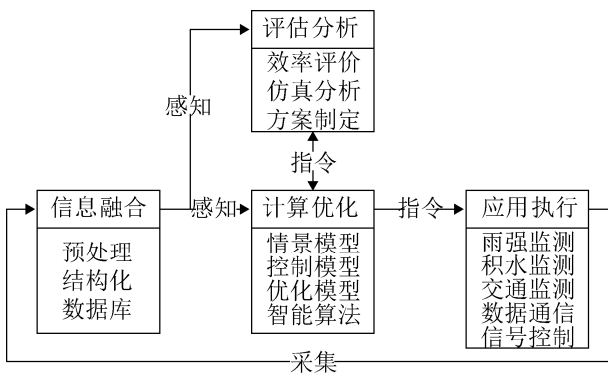 评估分析
效率评价
仿真分析
方案制定
感知
指令
信息融合
预处理
结构化
数据库
感知
计算优化
情景模型
控制模型
优化模型
智能算法
指令
应用执行
雨强监测
积水监测
交通监测
数据通信
信号控制
采集